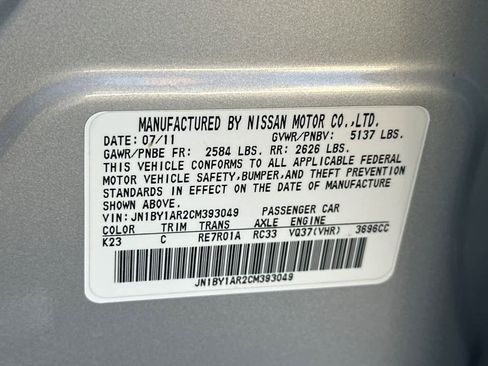 MANUFACTURED BY NISSAN MOTOR CO.,LTD.
DATE: 07/11 GVWR/PNBV: 5137 LBS.
GAWR/PNBE FR: 2584 LBS. RR: 2626 LBS.
THIS VEHICLE CONFORMS TO ALL APPLICABLE FEDERAL
MOTOR VEHICLE SAFETY, BUMPER, AND THEFT PREVENTION
STANDARDS IN EFFECT ON THE DATE OF MANUFACTURE
SHOWN ABOVE.
VIN: JN1BY1AR2CM393049 PASSENGER CAR
COLOR TRIM TRANS AXLE ENGINE
K23 C RE7R01A RC33 VQ37(VHR) 3696CC
JN1BY1AR2CM393049